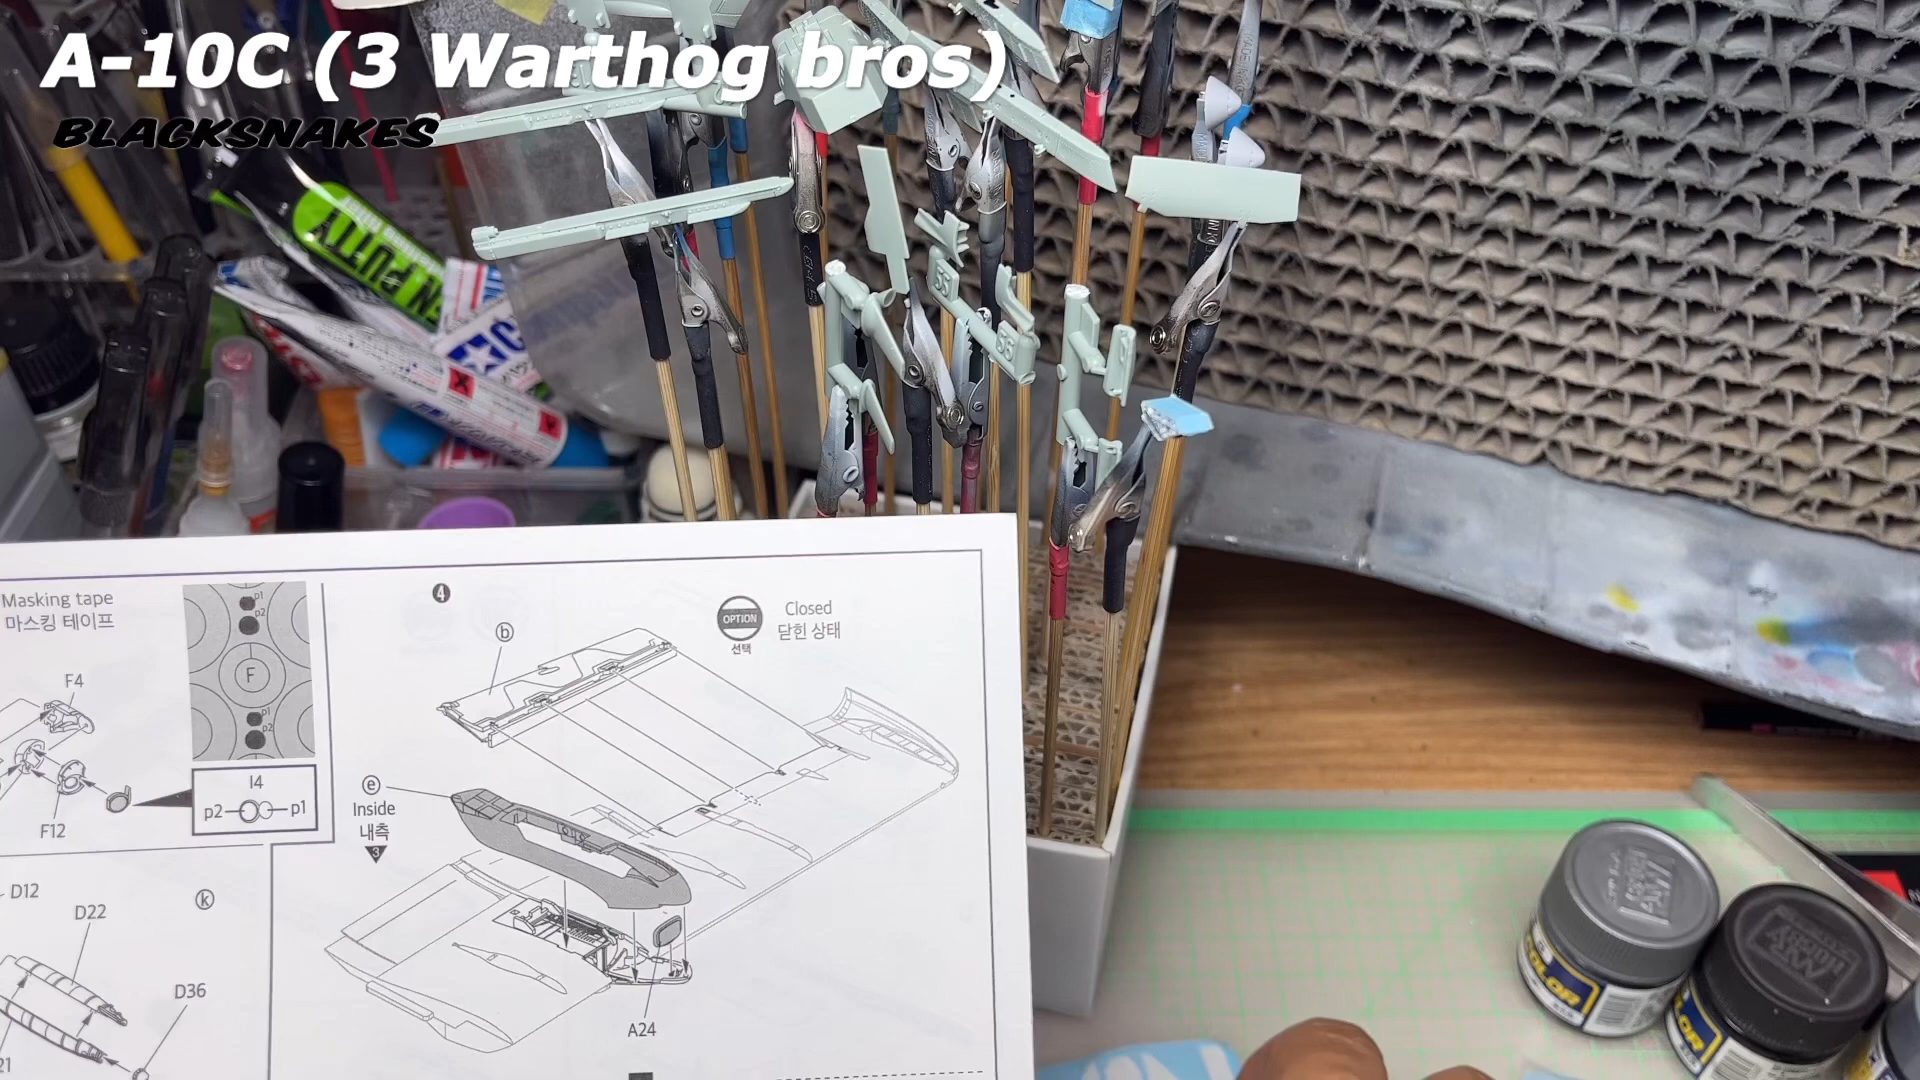 A-10C (3 Warthog bros)
BLACKSNAKES
PUTTY
55
55
Masking tape
마스킹 테이프
p1
p2
F
p1
p2
F4
F12
I4
p2
p1
4
b
OPTION
선택
Closed
닫힌 상태
e
Inside
내측
3
A24
D12
D22
k
D36
21